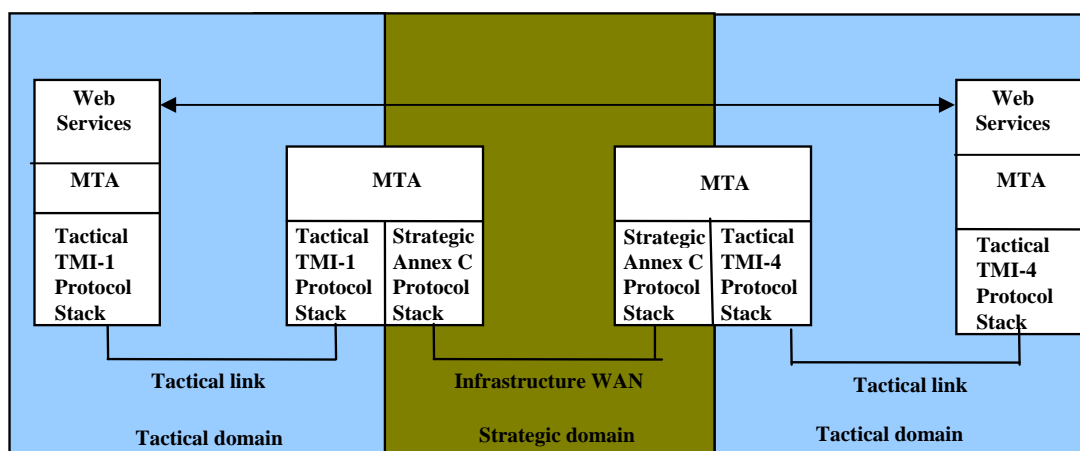 Web
Services
MTA
Tactical
TMI-1
Protocol
Stack
MTA
Tactical
TMI-1
Protocol
Stack
Strategic
Annex C
Protocol
Stack
MTA
Strategic
Annex C
Protocol
Stack
Tactical
TMI-4
Protocol
Stack
Web
Services
MTA
Tactical
TMI-4
Protocol
Stack
Tactical link
Infrastructure WAN
Tactical link
Tactical domain
Strategic domain
Tactical domain